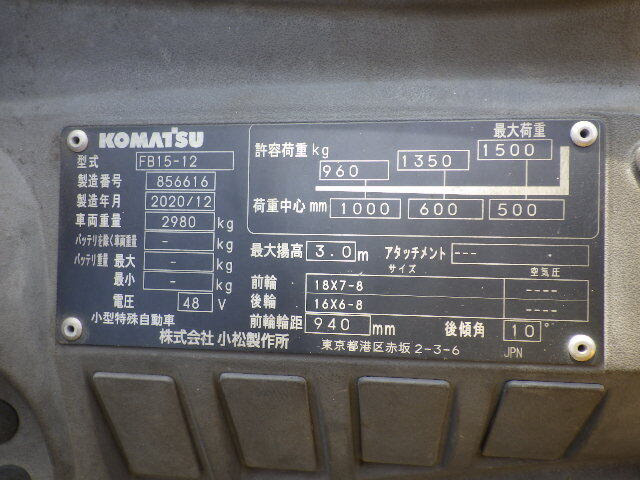 KOMATSU
型式 FB15-12
製造番号 856616
製造年月 2020/12
車両重量 2980 kg
バッテリを除く車両重量 - kg
バッテリ重量 最大 - kg
最小 - kg
電圧 48 V
小型特殊自動車
最大荷重
許容荷重 kg 960 1350 1500
荷重中心 mm 1000 600 500
最大揚高 3.0 m アタッチメント ---
サイズ 空気圧
前輪 18X7-8 ----
後輪 16X6-8 ----
前輪輪距 940 mm 後傾角 10°
株式会社 小松製作所 東京都港区赤坂 2-3-6 JPN